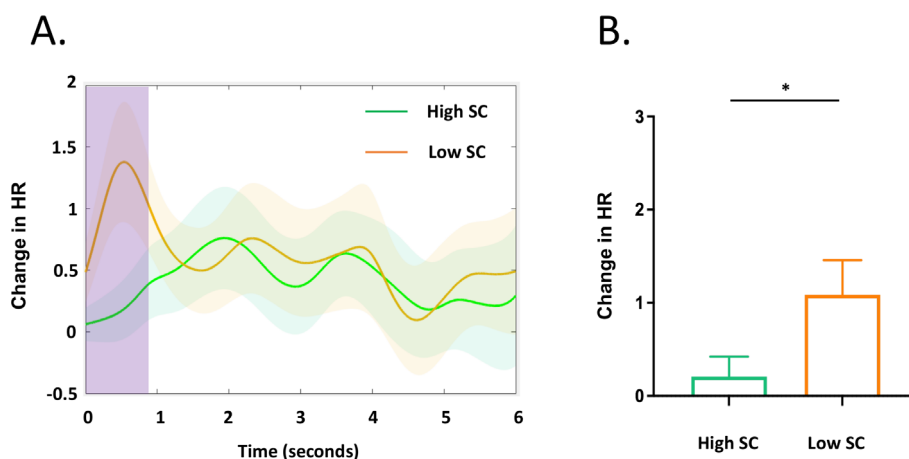 A.
Change in HR
2
1.5
1
0.5
0
-0.5
High SC
Low SC
0 1 2 3 4 5 6
Time (seconds)
B.
*
Change in HR
3
2
1
0
High SC Low SC